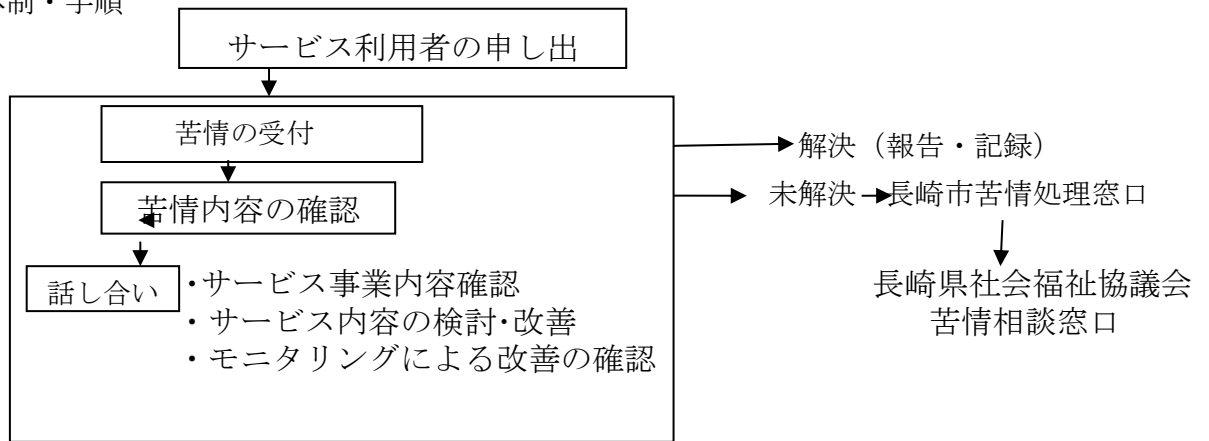 制・手順
サービス利用者の申し出
苦情の受付
解決（報告・記録）
苦情内容の確認
未解決
長崎市苦情処理窓口
話し合い
・サービス事業内容確認
・サービス内容の検討・改善
・モニタリングによる改善の確認
長崎県社会福祉協議会
苦情相談窓口